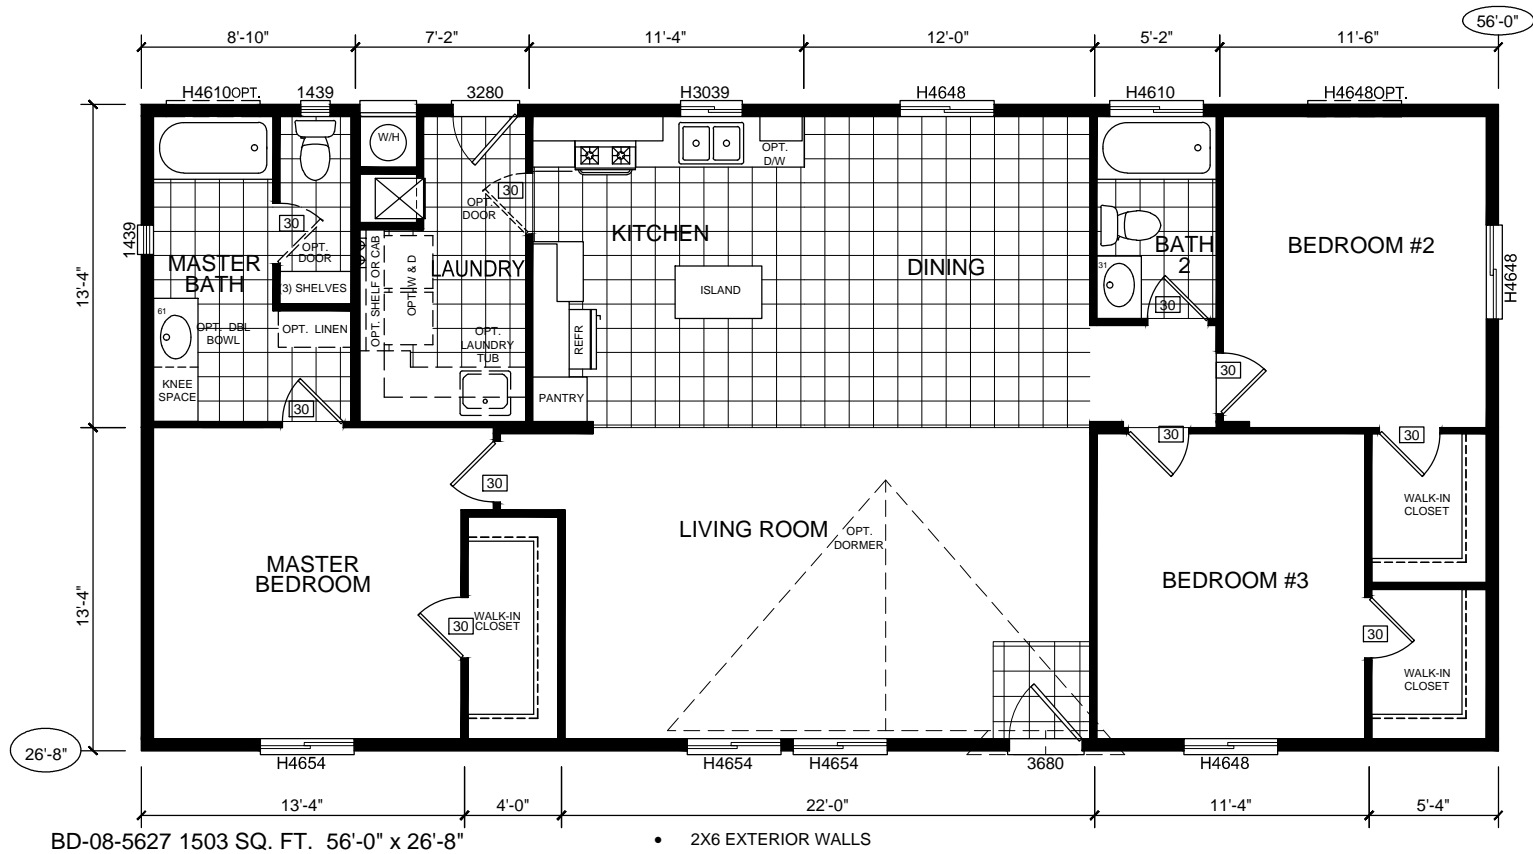 56'-0"
8'-10" 7'-2" 11'-4" 12'-0" 5'-2" 11'-6"
H4610OPT. 1439 3280 H3039 H4648 H4610 H4648OPT.
W/H
OPT.
D/W
30
OPT.
DOOR
30
OPT.
DOOR
1439
MASTER
BATH
(3) SHELVES
OPT. LINEN
61
OPT. DBL
BOWL
KNEE
SPACE
30
OPT. SHELF OR CAB
OPT. W & D
LAUNDRY
OPT.
LAUNDRY
TUB
KITCHEN
ISLAND
REFR
PANTRY
DINING
BATH
2
31
30
BEDROOM #2
H4648
30
13'-4"
30
30
WALK-IN
CLOSET
30
MASTER
BEDROOM
30
WALK-IN
CLOSET
LIVING ROOM
OPT.
DORMER
BEDROOM #3
30
WALK-IN
CLOSET
13'-4"
26'-8"
H4654 H4654 H4654 3680 H4648
13'-4" 4'-0" 22'-0" 11'-4" 5'-4"
BD-08-5627 1503 SQ. FT. 56'-0" x 26'-8"
• 2X6 EXTERIOR WALLS